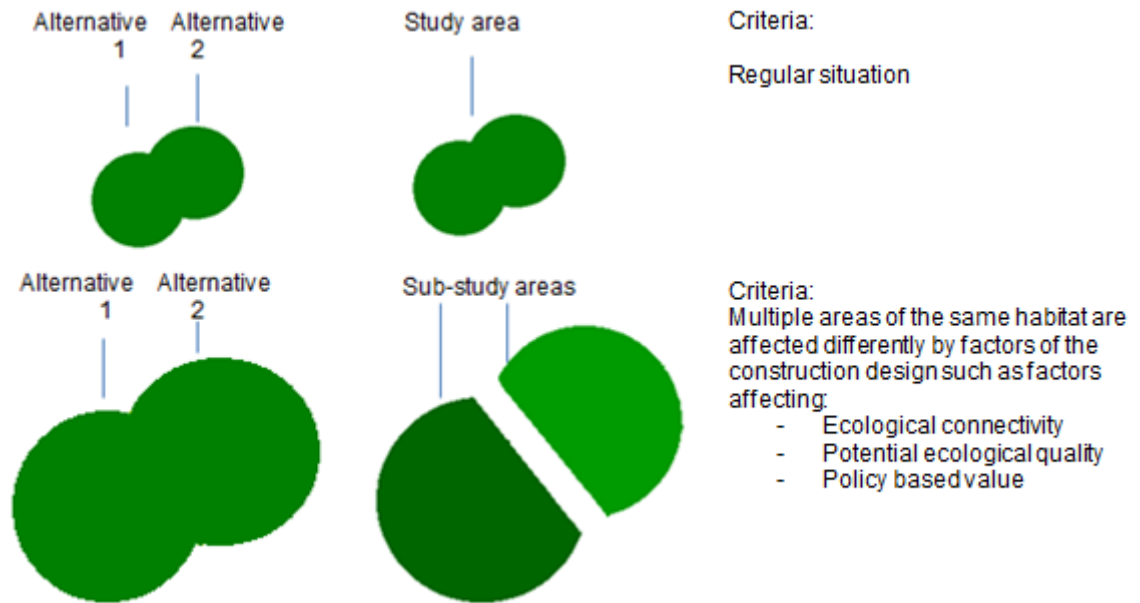 Alternative Alternative
1 2
Study area
Criteria:
Regular situation
Alternative Alternative
1 2
Sub-study areas
Criteria:
Multiple areas of the same habitat are
affected differently by factors of the
construction design such as factors
affecting:
- Ecological connectivity
- Potential ecological quality
- Policy based value